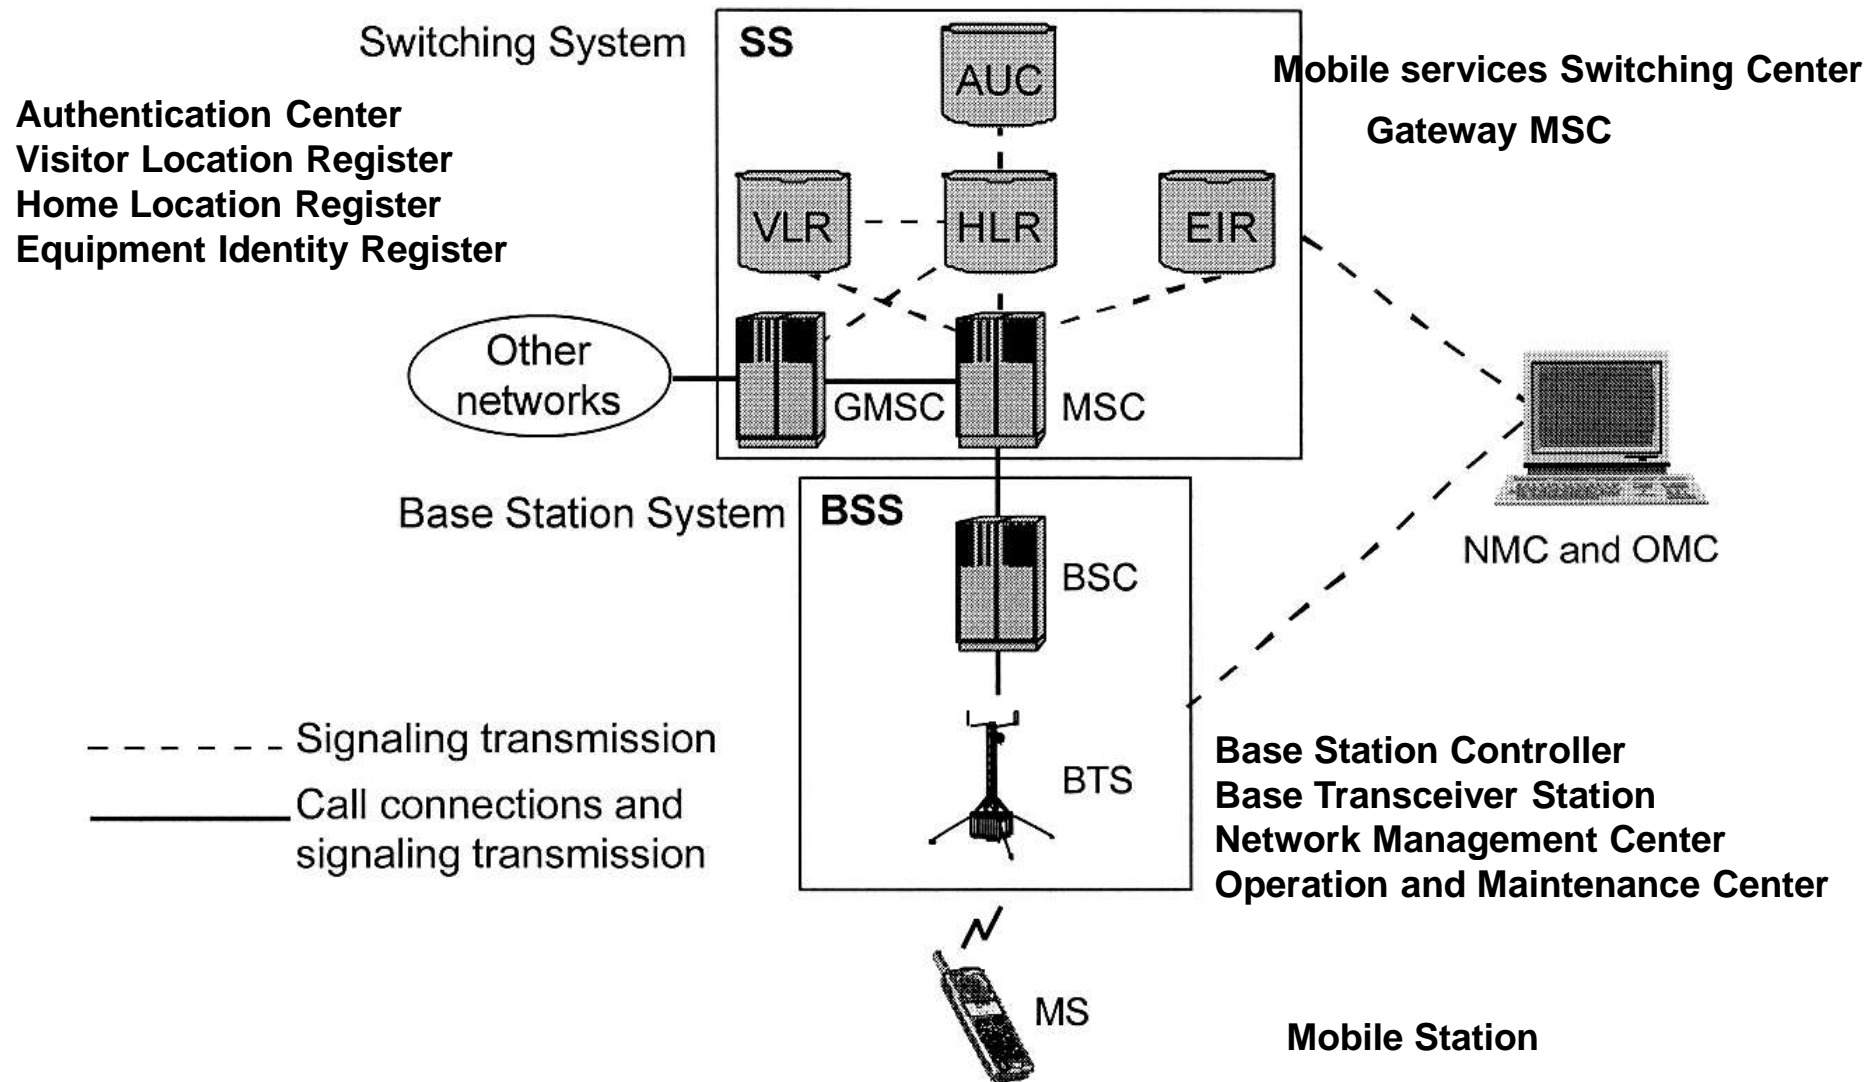 Switching System
SS
AUC
Mobile services Switching Center
Gateway MSC
Authentication Center
Visitor Location Register
Home Location Register
Equipment Identity Register
VLR
HLR
EIR
Other
networks
GMSC
MSC
Base Station System
BSS
BSC
NMC and OMC
BTS
Signaling transmission
Call connections and
signaling transmission
Base Station Controller
Base Transceiver Station
Network Management Center
Operation and Maintenance Center
MS
Mobile Station